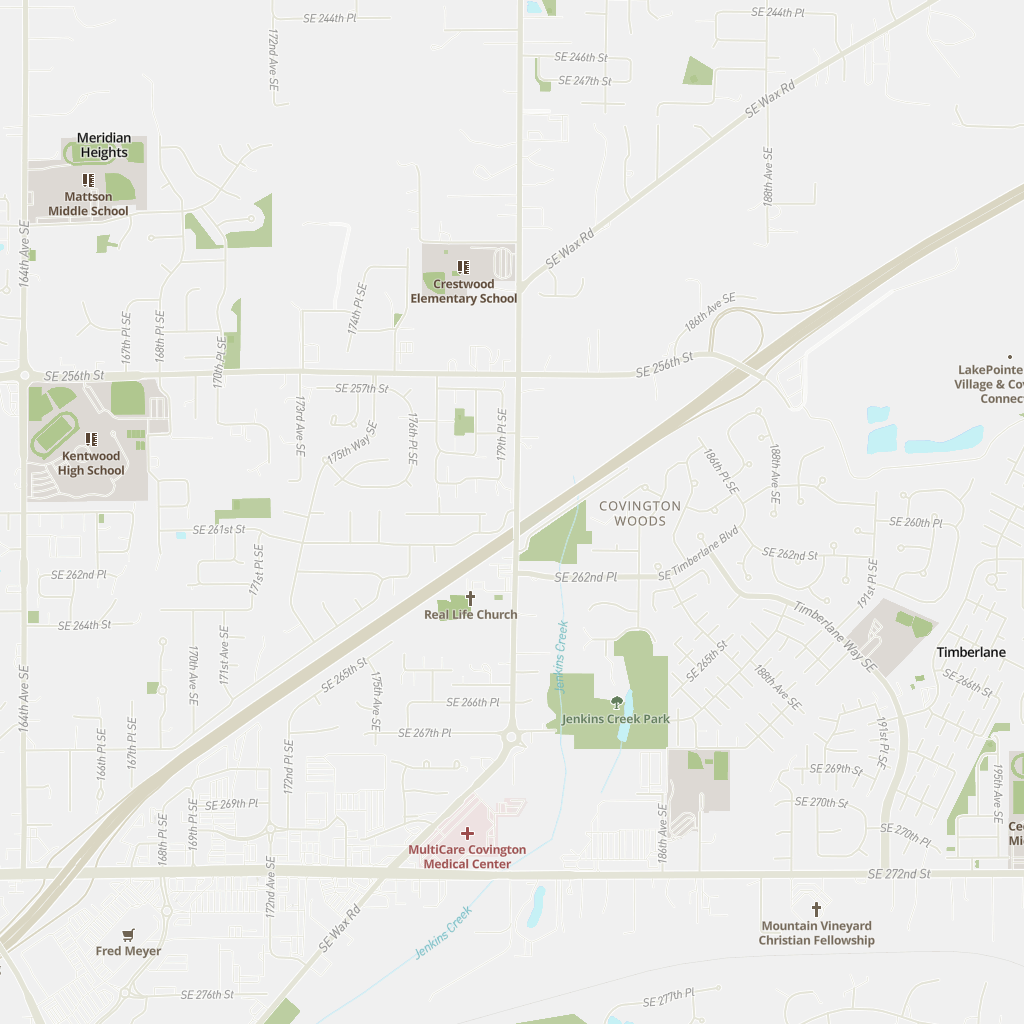 SE 244th Pl
SE 244th Pl
172nd Ave SE
SE 246th St
SE 247th St
SE Wax Rd
Meridian
Heights
Mattson
Middle School
188th Ave SE
164th Ave SE
SE Wax Rd
Crestwood
Elementary School
174th Pl SE
186th Ave SE
167th Pl SE
168th Pl SE
170th Pl SE
SE 256th St
SE 256th St
LakePointe
Village & Co
Connect
SE 257th St
173rd Ave SE
175th Way SE
176th Pl SE
179th Pl SE
Kentwood
High School
186th Pl SE
188th Ave SE
COVINGTON
WOODS
SE 261st St
SE 260th Pl
SE 262nd St
SE Timberlane Blvd
SE 262nd Pl
SE 262nd Pl
171st Pl SE
191st Pl SE
Real Life Church
SE 264th St
Timberlane Way SE
Jenkins Creek
164th Ave SE
170th Ave SE
171st Ave SE
SE 265th St
SE 265th St
Timberlane
188th Ave SE
SE 266th St
175th Ave SE
SE 266th Pl
Jenkins Creek Park
166th Pl SE
167th Pl SE
172nd Pl SE
SE 267th Pl
191st Pl SE
SE 269th St
195th Ave SE
SE 269th Pl
SE 270th St
168th Pl SE
169th Pl SE
186th Ave SE
SE 270th Pl
MultiCare Covington
Medical Center
172nd Ave SE
SE 272nd St
SE Wax Rd
Jenkins Creek
Fred Meyer
Mountain Vineyard
Christian Fellowship
SE 276th St
SE 277th Pl